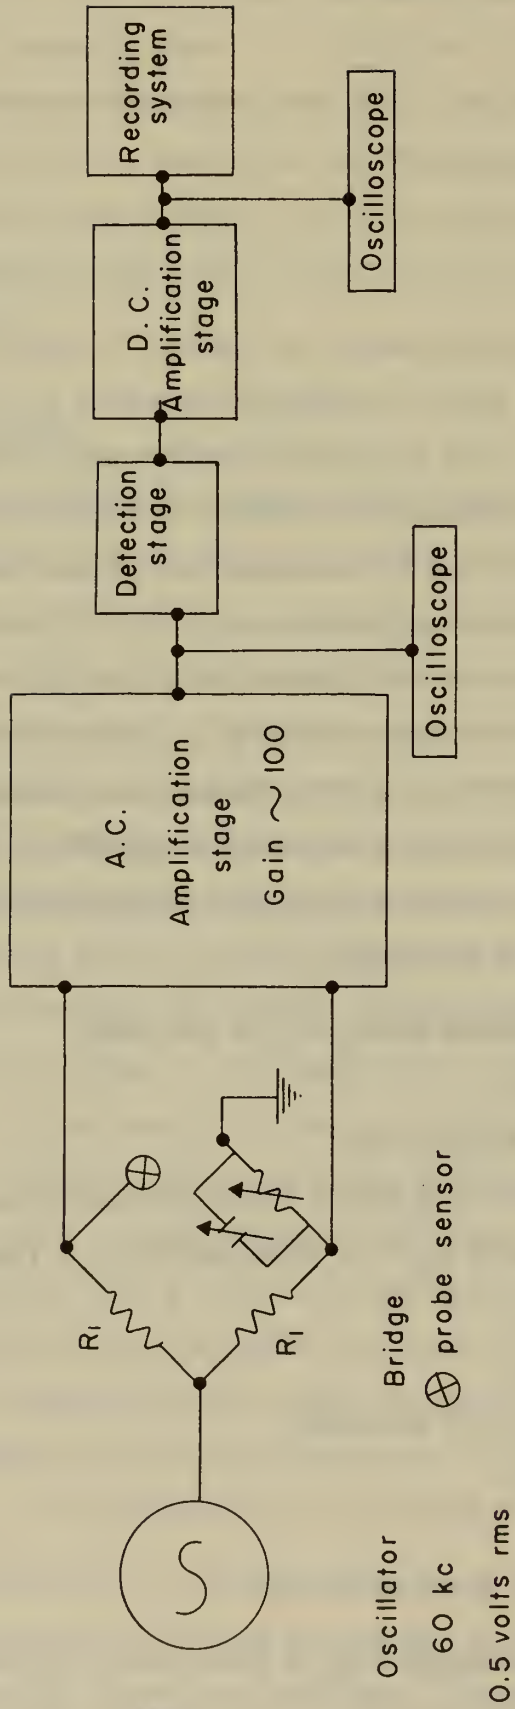 Oscillator
60 kc
0.5 volts rms
R1
R1
Bridge
probe sensor
A.C.
Amplification
stage
Gain ~ 100
Oscilloscope
Detection
stage
D.C.
Amplification
stage
Oscilloscope
Recording
system